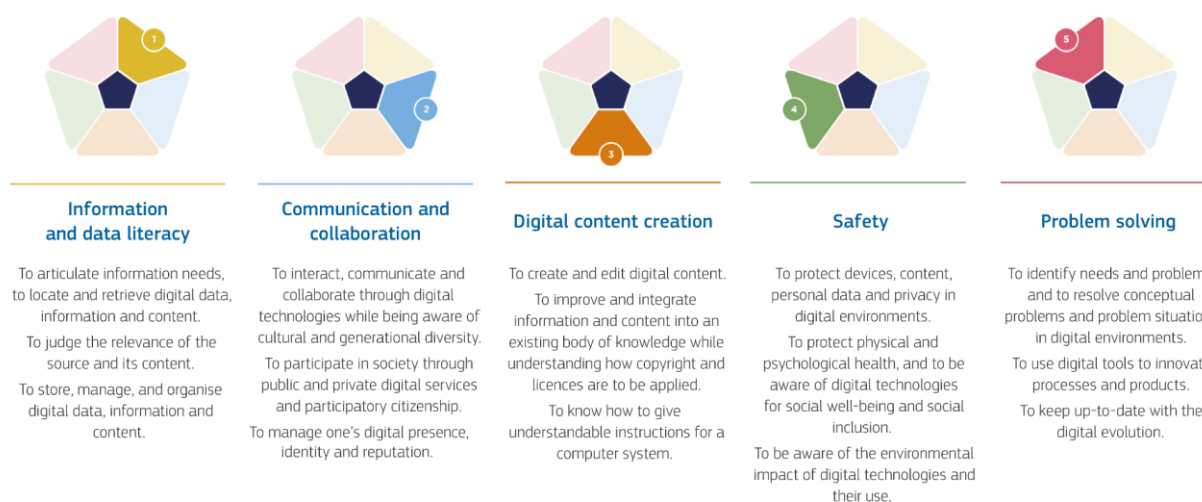 1
Information
and data literacy
To articulate information needs,
to locate and retrieve digital data,
information and content.
To judge the relevance of the
source and its content.
To store, manage, and organise
digital data, information and
content.
2
Communication and
collaboration
To interact, communicate and
collaborate through digital
technologies while being aware of
cultural and generational diversity.
To participate in society through
public and private digital services
and participatory citizenship.
To manage one's digital presence,
identity and reputation.
3
Digital content creation
To create and edit digital content.
To improve and integrate
information and content into an
existing body of knowledge while
understanding how copyright and
licences are to be applied.
To know how to give
understandable instructions for a
computer system.
4
Safety
To protect devices, content,
personal data and privacy in
digital environments.
To protect physical and
psychological health, and to be
aware of digital technologies
for social well-being and social
inclusion.
To be aware of the environmental
impact of digital technologies and
their use.
5
Problem solving
To identify needs and problem
and to resolve conceptual
problems and problem situation
in digital environments.
To use digital tools to innovat
processes and products.
To keep up-to-date with the
digital evolution.